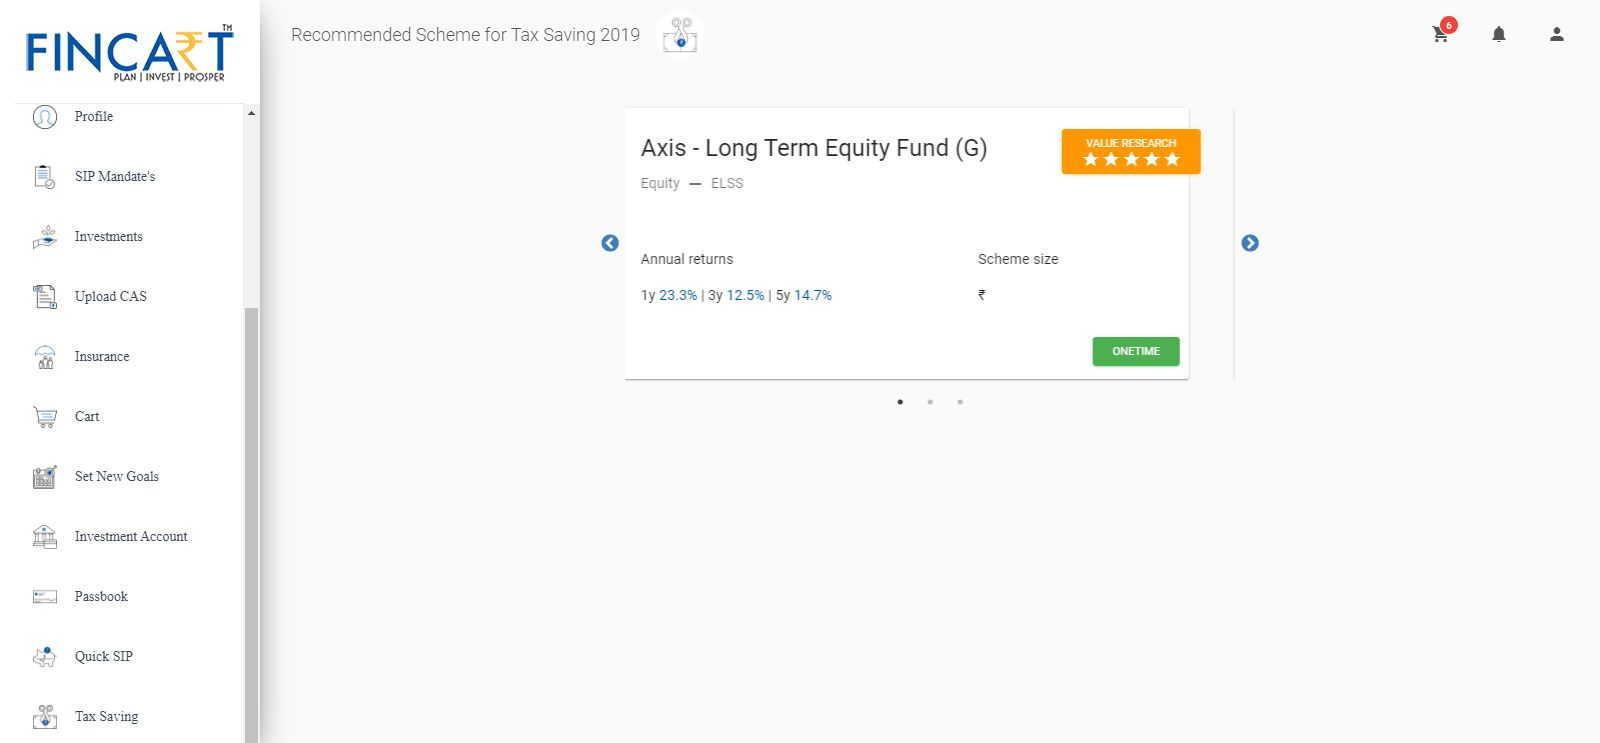 FINCART™
PLAN | INVEST | PROSPER
Profile
SIP Mandate's
Investments
Upload CAS
Insurance
Cart
Set New Goals
Investment Account
Passbook
Quick SIP
Tax Saving
Recommended Scheme for Tax Saving 2019
6
Axis - Long Term Equity Fund (G)
VALUE RESEARCH
★★★★★
Equity — ELSS
Annual returns
Scheme size
1y 23.3% | 3y 12.5% | 5y 14.7%
₹
ONETIME